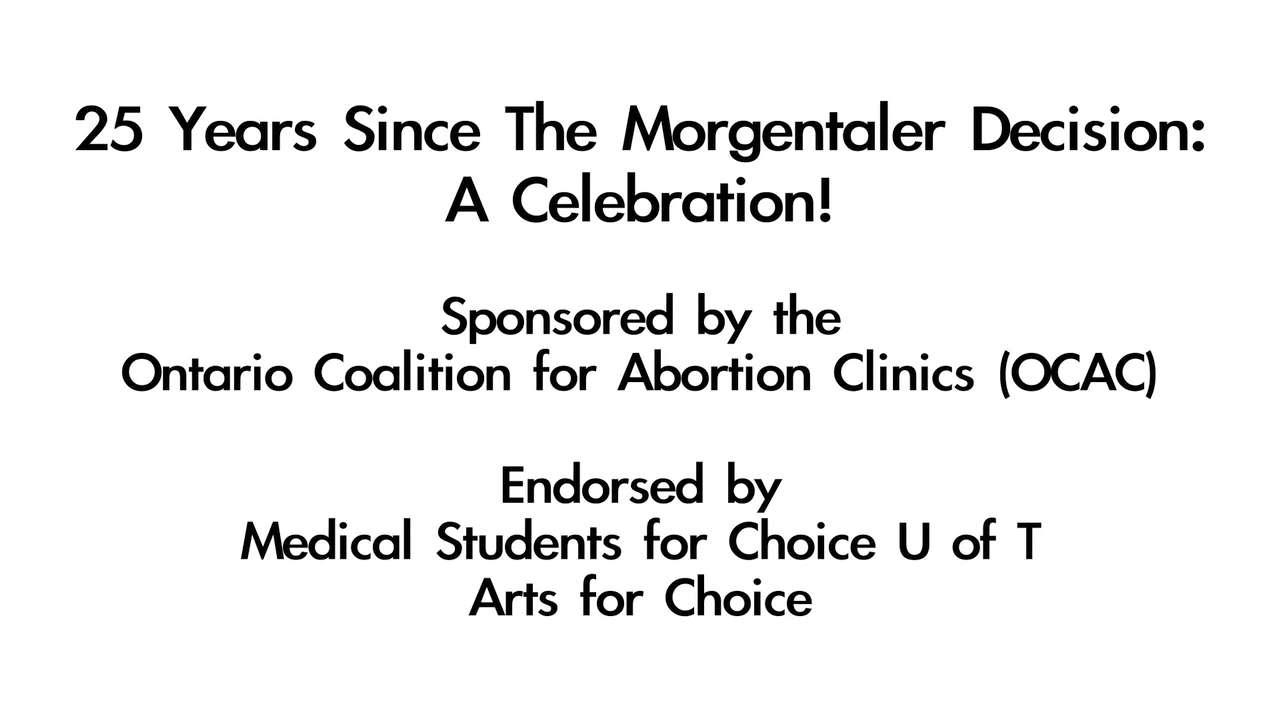 25 Years Since The Morgentaler Decision:
A Celebration!
Sponsored by the
Ontario Coalition for Abortion Clinics (OCAC)
Endorsed by
Medical Students for Choice U of T
Arts for Choice